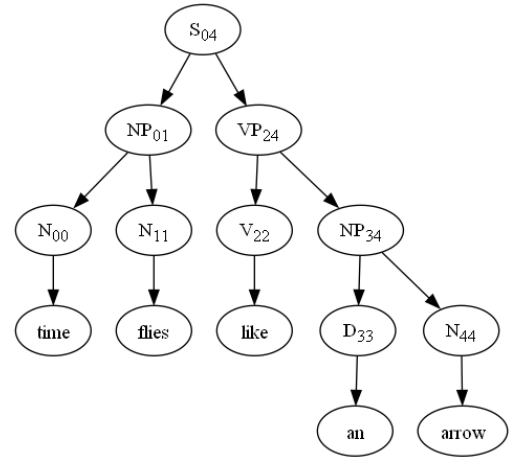 S₀₄
NP₀₁ VP₂₄
N₀₀ N₁₁ V₂₂ NP₃₄
time flies like D₃₃ N₄₄
an arrow